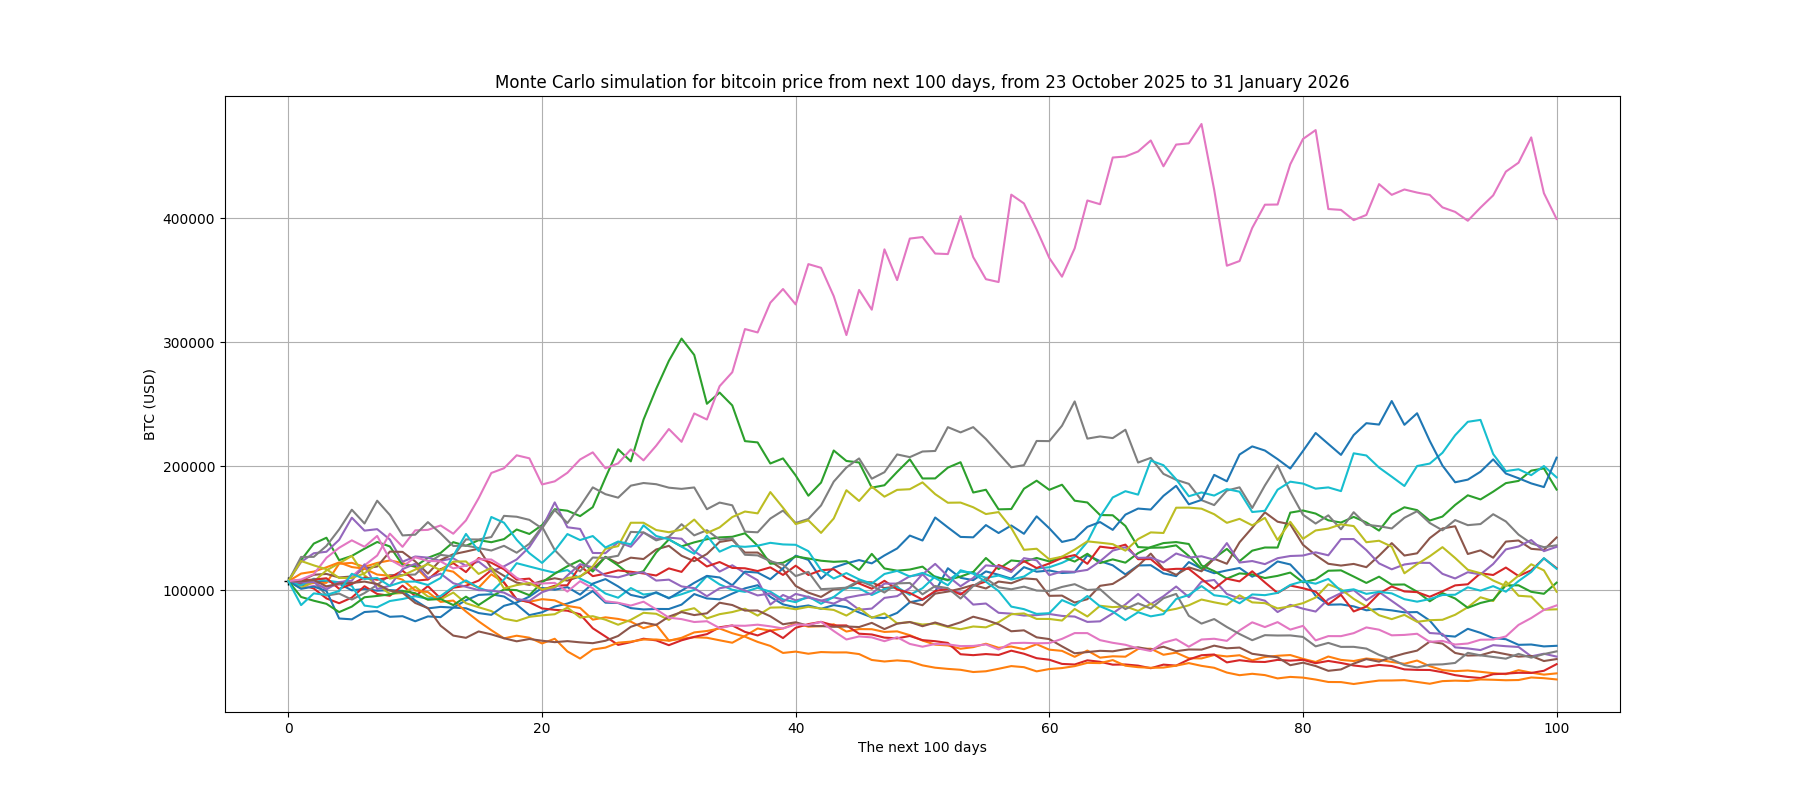 Monte Carlo simulation for bitcoin price from next 100 days, from 23 October 2025 to 31 January 2026
400000
300000
200000
100000
BTC (USD)
0 20 40 60 80 100
The next 100 days